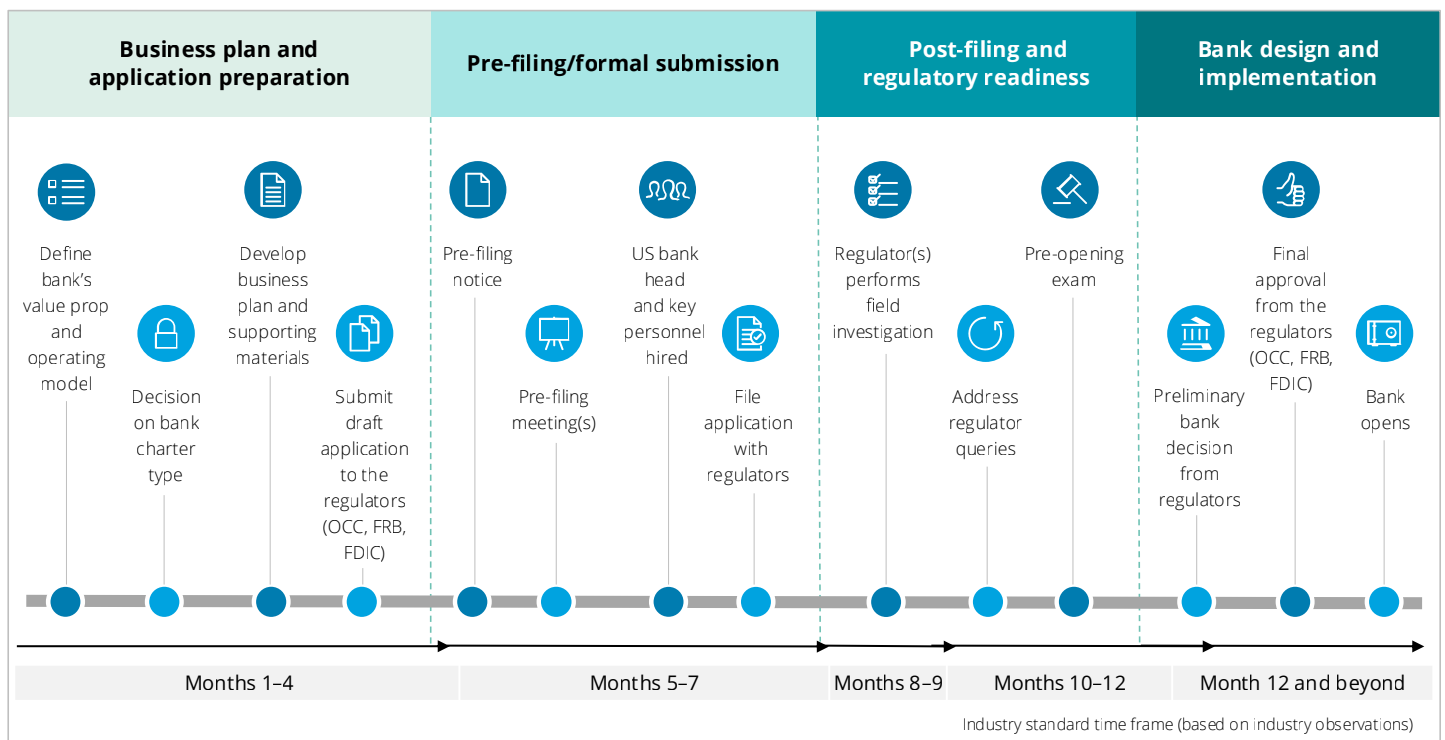 Business plan and
application preparation
Pre-filing/formal submission
Post-filing and
regulatory readiness
Bank design and
implementation
Define
bank’s
value prop
and
operating
model
Decision
on bank
charter
type
Develop
business
plan and
supporting
materials
Submit
draft
application
to the
regulators
(OCC, FRB,
FDIC)
Pre-filing
notice
Pre-filing
meeting(s)
US bank
head
and key
personnel
hired
File
application
with
regulators
Regulator(s)
performs
field
investigation
Address
regulator
queries
Pre-opening
exam
Preliminary
bank
decision
from
regulators
Final
approval
from the
regulators
(OCC, FRB,
FDIC)
Bank
opens
Months 1–4
Months 5–7
Months 8–9
Months 10–12
Month 12 and beyond
Industry standard time frame (based on industry observations)